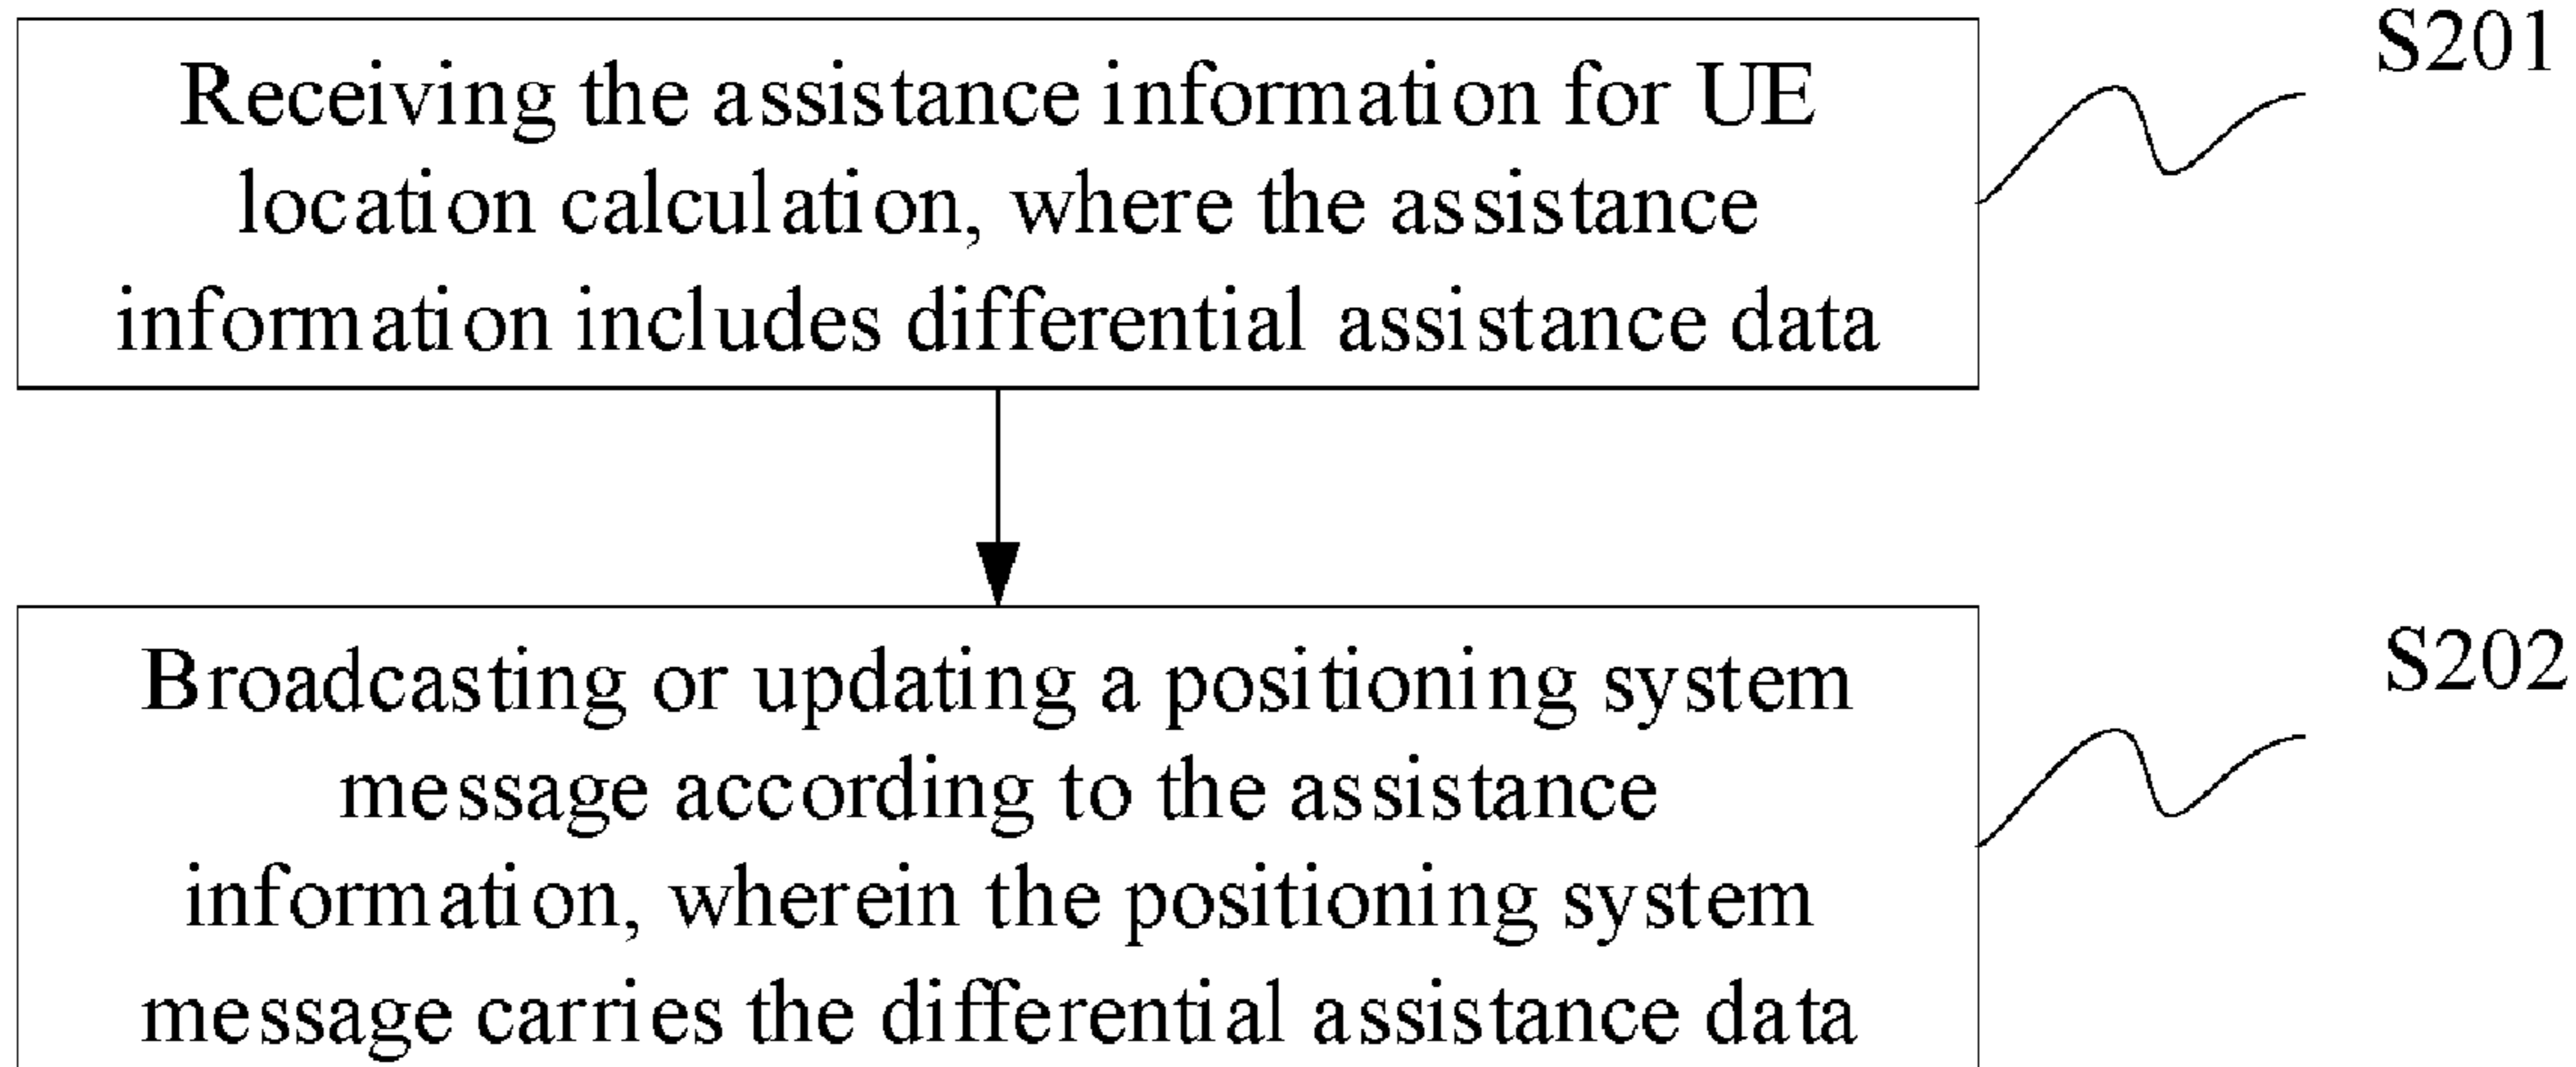 Receiving the assistance information for UE
location calculation, where the assistance
information includes differential assistance data
S201
Broadcasting or updating a positioning system
message according to the assistance
information, wherein the positioning system
message carries the differential assistance data
S202